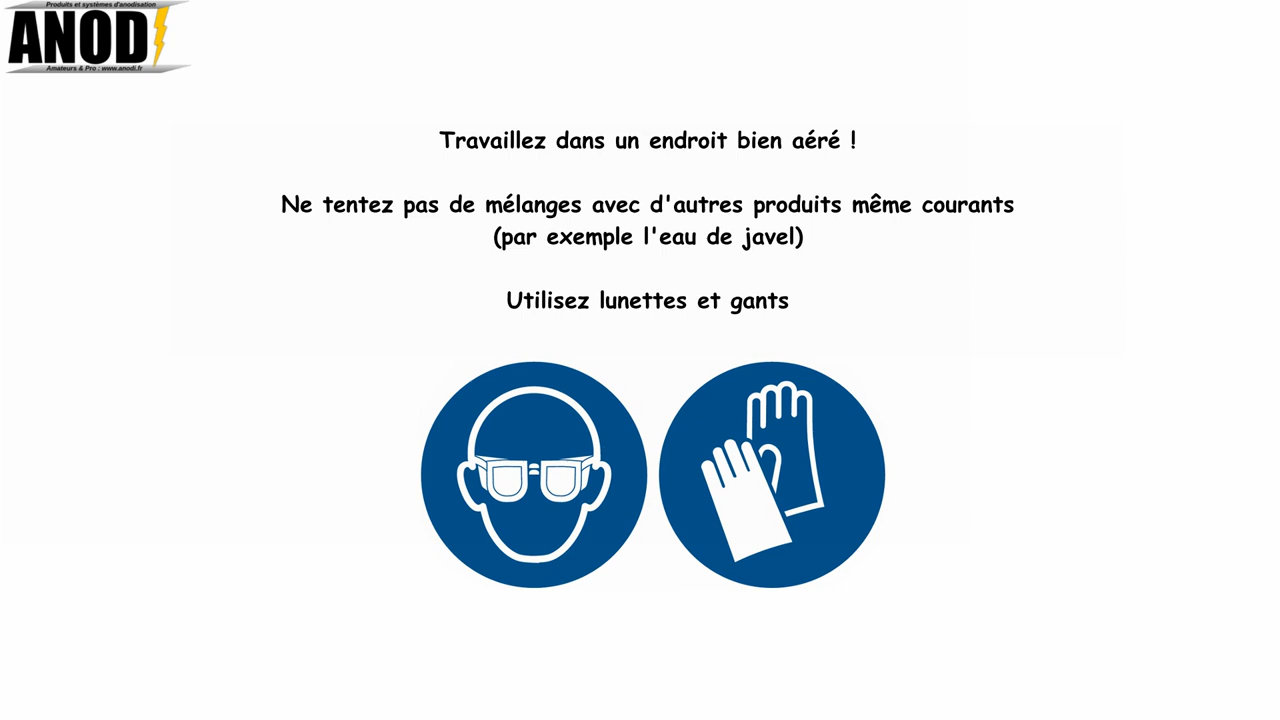 Produits et systèmes d'anodisation
ANODI
Amateurs & Pro : www.anodi.fr
Travaillez dans un endroit bien aéré !
Ne tentez pas de mélanges avec d'autres produits même courants
(par exemple l'eau de javel)
Utilisez lunettes et gants